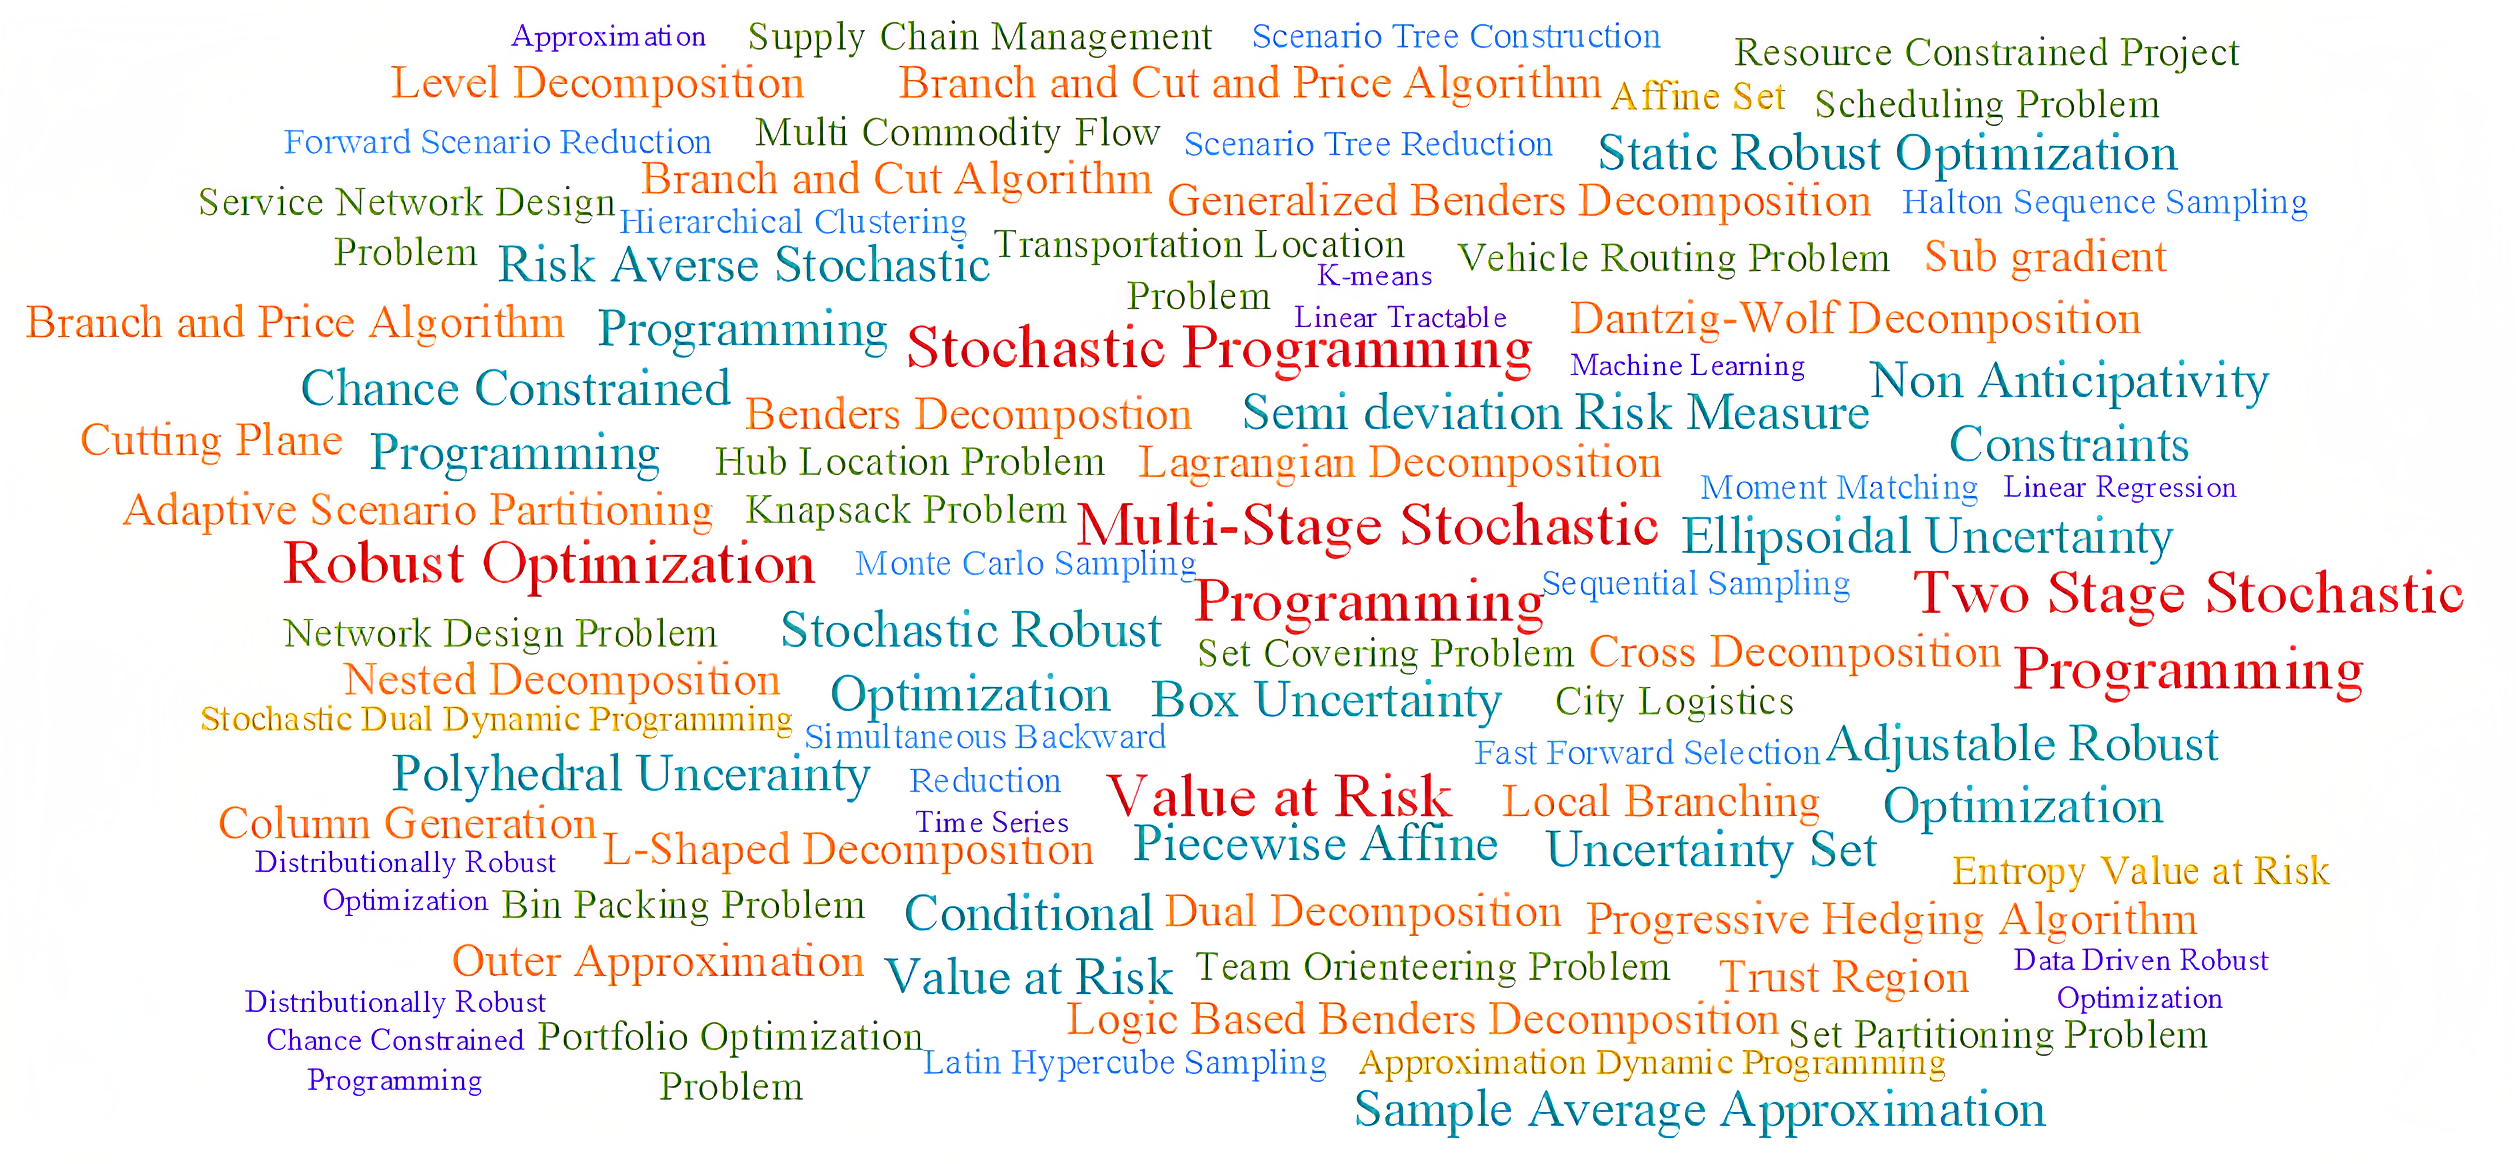 Approximation
Supply Chain Management
Scenario Tree Construction
Resource Constrained Project
Scheduling Problem
Level Decomposition
Branch and Cut and Price Algorithm
Affine Set
Forward Scenario Reduction
Multi Commodity Flow
Scenario Tree Reduction
Static Robust Optimization
Branch and Cut Algorithm
Service Network Design
Problem
Generalized Benders Decomposition
Halton Sequence Sampling
Hierarchical Clustering
Transportation Location
Problem
Risk Averse Stochastic
Programming
Vehicle Routing Problem
Sub gradient
K-means
Branch and Price Algorithm
Linear Tractable
Dantzig-Wolf Decomposition
Stochastic Programming
Machine Learning
Chance Constrained
Programming
Non Anticipativity
Constraints
Benders Decompostion
Semi deviation Risk Measure
Cutting Plane
Hub Location Problem
Lagrangian Decomposition
Moment Matching
Linear Regression
Adaptive Scenario Partitioning
Knapsack Problem
Multi-Stage Stochastic
Programming
Ellipsoidal Uncertainty
Robust Optimization
Monte Carlo Sampling
Sequential Sampling
Two Stage Stochastic
Programming
Network Design Problem
Stochastic Robust
Optimization
Set Covering Problem
Cross Decomposition
Nested Decomposition
Box Uncertainty
City Logistics
Stochastic Dual Dynamic Programming
Simultaneous Backward
Reduction
Fast Forward Selection
Adjustable Robust
Optimization
Polyhedral Uncerainty
Value at Risk
Local Branching
Column Generation
Time Series
L-Shaped Decomposition
Piecewise Affine
Uncertainty Set
Distributionally Robust
Optimization
Entropy Value at Risk
Bin Packing Problem
Conditional
Value at Risk
Dual Decomposition
Progressive Hedging Algorithm
Outer Approximation
Team Orienteering Problem
Trust Region
Data Driven Robust
Optimization
Distributionally Robust
Chance Constrained
Programming
Logic Based Benders Decomposition
Set Partitioning Problem
Portfolio Optimization
Problem
Latin Hypercube Sampling
Approximation Dynamic Programming
Sample Average Approximation